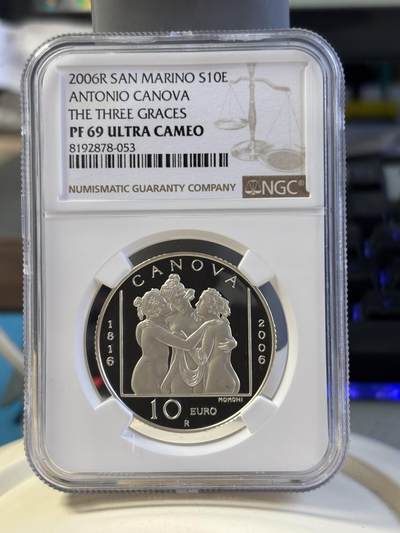 2006R SAN MARINO S10E
ANTONIO CANOVA
THE THREE GRACES
PF 69 ULTRA CAMEO
8192878-053
NUMISMATIC GUARANTY COMPANY
NGC®
CANOVA
1816
2006
MOMONI
10 EURO
R